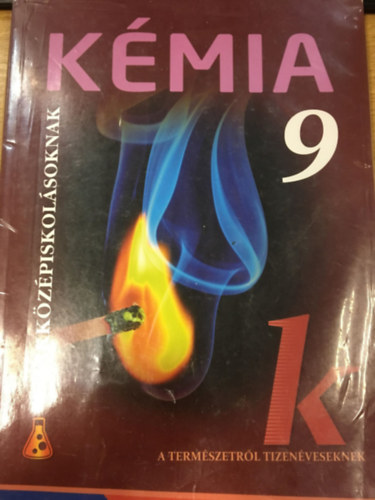 KÉMIA
9
KÖZÉPISKOLÁSOKNAK
k
A TERMÉSZETRŐL TIZENÉVESEKNEK